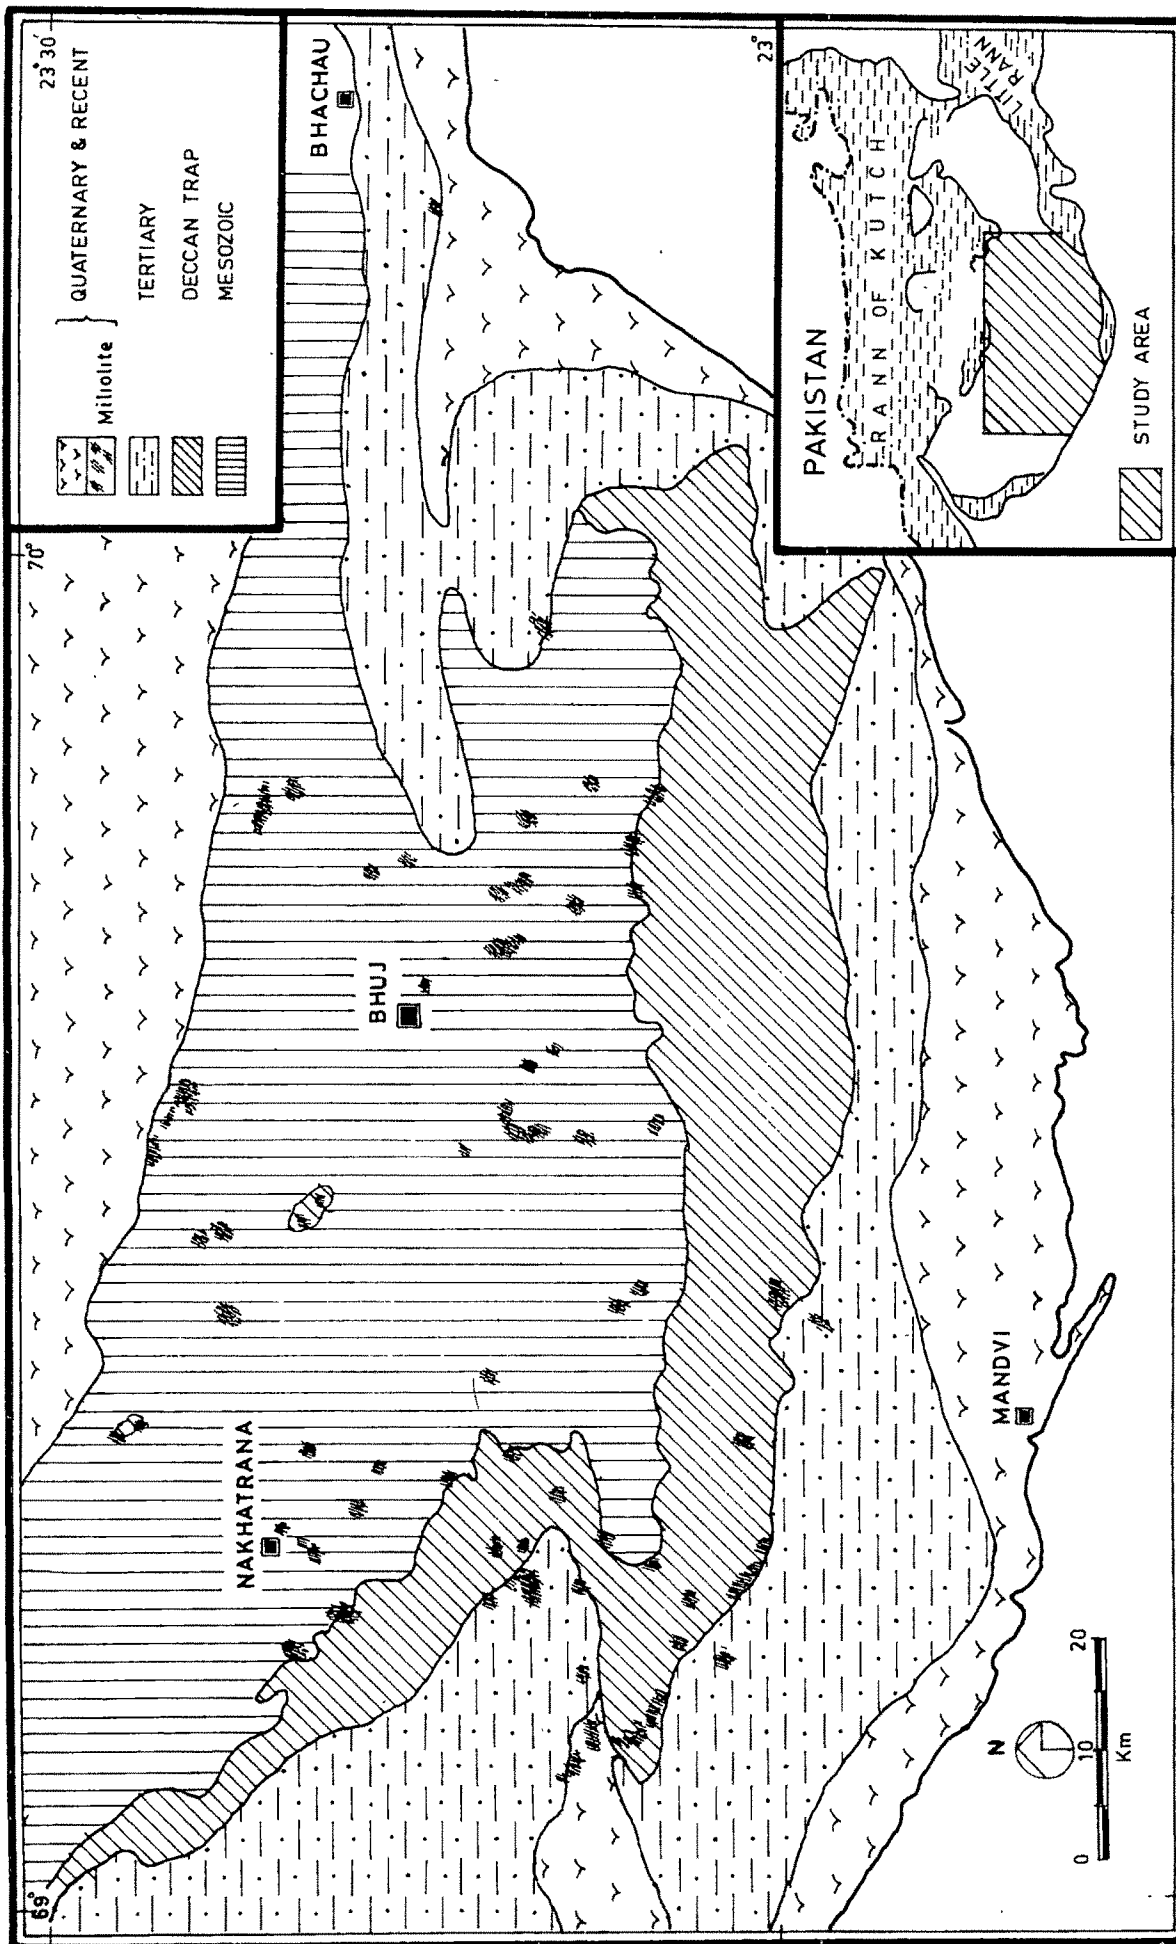 69°
70°
23° 30'
23°
Miliolite } QUATERNARY & RECENT
TERTIARY
DECCAN TRAP
MESOZOIC
BHACHAU
NAKHATRANA
BHUJ
MANDVI
N
0 10 20
Km
PAKISTAN
RANN OF KUTCH
LITTLE
RANN
STUDY AREA